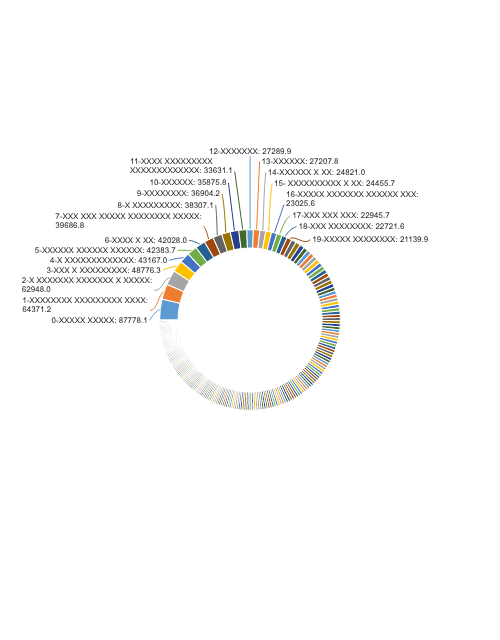 12-XXXXXXX: 27289.9
11-XXXX XXXXXXXXX
XXXXXXXXXXXXX: 33631.1
13-XXXXXX: 27207.8
14-XXXXXX X XX: 24821.0
10-XXXXXX: 35875.8
15- XXXXXXXXXX X XX: 24455.7
9-XXXXXXXX: 36904.2
16-XXXXX XXXXXXX XXXXXX XXX:
23025.6
8-X XXXXXXXXX: 38307.1
7-XXX XXX XXXXX XXXXXXXX XXXXX:
39686.8
17-XXX XXX XXX: 22945.7
18-XXX XXXXXXXX: 22721.6
6-XXXX X XX: 42028.0
19-XXXXX XXXXXXXX: 21139.9
5-XXXXXX XXXXXX XXXXXX: 42383.7
4-X XXXXXXXXXXXXX: 43167.0
3-XXX X XXXXXXXXX: 48776.3
2-X XXXXXXX XXXXXXX X XXXXX:
62948.0
1-XXXXXXXX XXXXXXXXX XXXX:
64371.2
0-XXXXX XXXXX: 87778.1